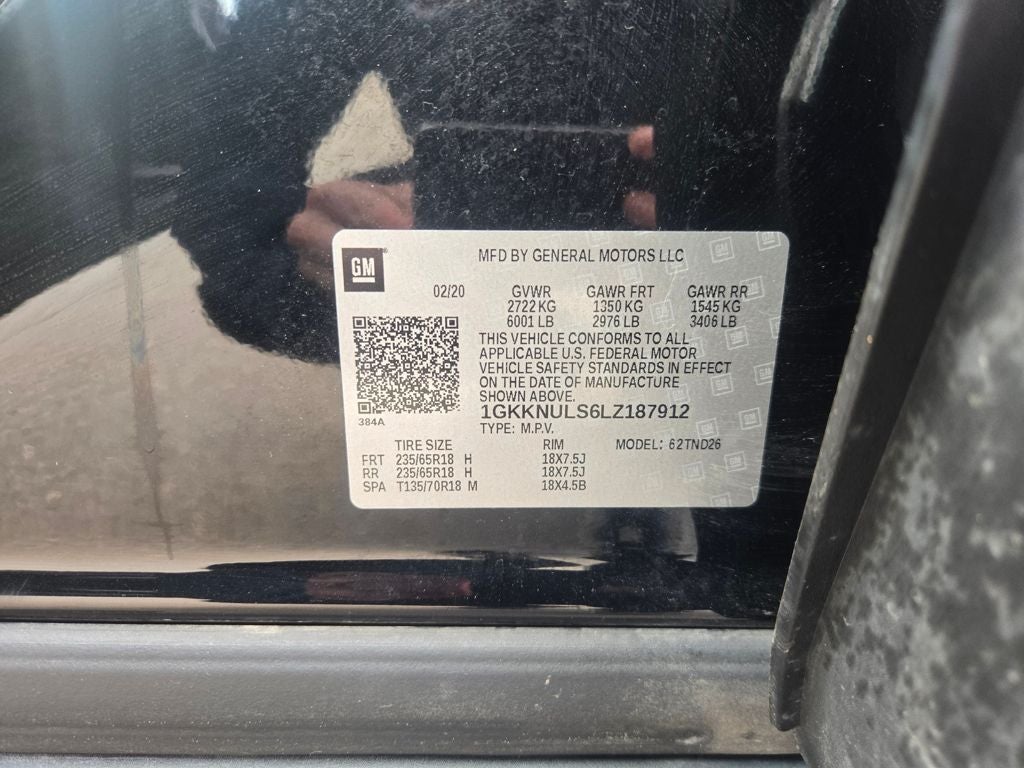 GM
MFD BY GENERAL MOTORS LLC
02/20 GVWR GAWR FRT GAWR RR
2722 KG 1350 KG 1545 KG
6001 LB 2976 LB 3406 LB
THIS VEHICLE CONFORMS TO ALL
APPLICABLE U.S. FEDERAL MOTOR
VEHICLE SAFETY STANDARDS IN EFFECT
ON THE DATE OF MANUFACTURE
SHOWN ABOVE.
384A
1GKKNULS6LZ187912
TYPE: M.P.V.
TIRE SIZE RIM MODEL: 62TND26
FRT 235/65R18 H 18X7.5J
RR 235/65R18 H 18X7.5J
SPA T135/70R18 M 18X4.5B